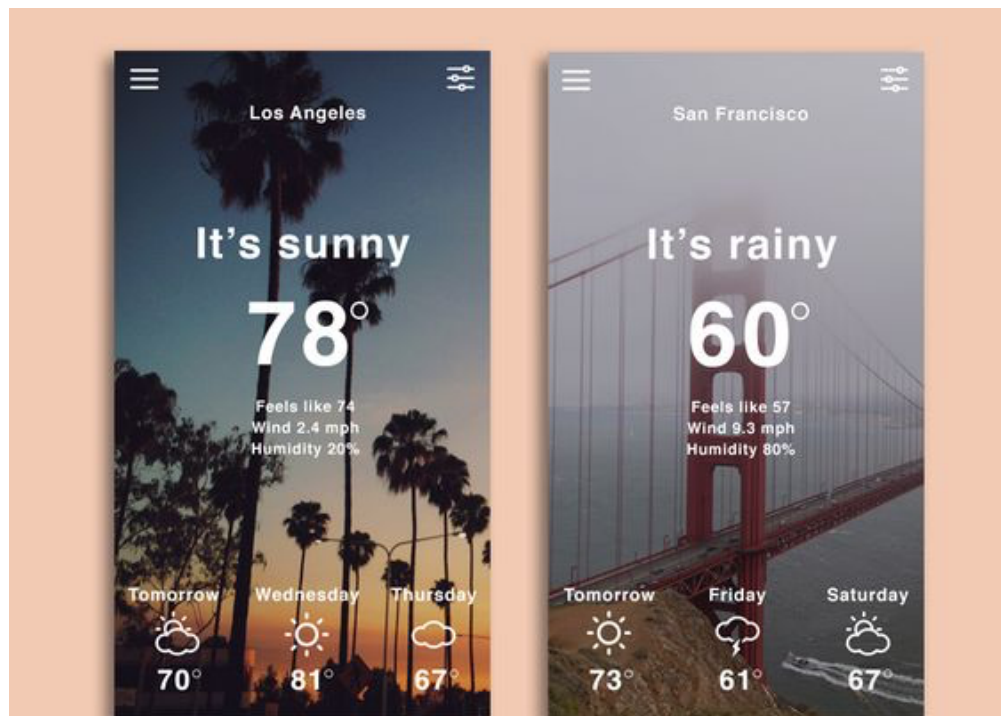 Los Angeles
It’s sunny
78°
Feels like 74
Wind 2.4 mph
Humidity 20%
Tomorrow Wednesday Thursday
70° 81° 67°
San Francisco
It’s rainy
60°
Feels like 57
Wind 9.3 mph
Humidity 80%
Tomorrow Friday Saturday
73° 61° 67°